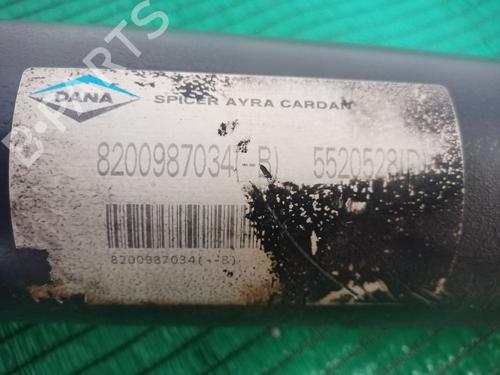 DANA
SPICER AYRA CARDAN
8200987034(--B) 5520528(D)
8200987034(--B)
B-PARTS